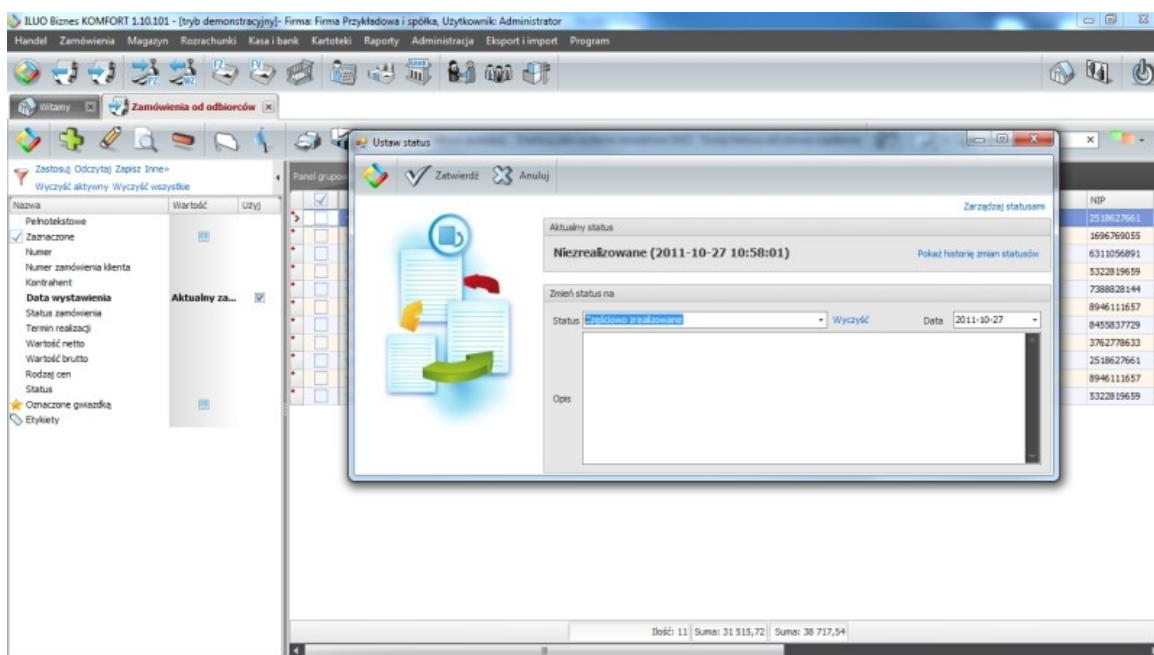 ILUO Biznes KOMFORT 1.10.101 - [tryb demonstracyjny]- Firma: Firma Przykładowa i spółka, Użytkownik: Administrator
Handel Zamówienia Magazyn Rozrachunki Kasa i bank Kartoteki Raporty Administracja Eksport i import Program
PZ WZ FZ FV
Witamy Zamówienia od odbiorców
Ustaw status
Zastosuj Odczytaj Zapisz Inne»
Wyczyść aktywny Wyczyść wszystkie
Panel grupow
Zatwierdź Anuluj
Nazwa Wartość Użyj
Zarządzaj statusami
NIP
Pełnotekstowe
Zaznaczone
Numer
Numer zamówienia klienta
Kontrahent
Data wystawienia Aktualny za...
Status zamówienia
Termin realizacji
Wartość netto
Wartość brutto
Rodzaj cen
Status
Oznaczone gwiazdką
Etykiety
Aktualny status
Niezrealizowane (2011-10-27 10:58:01) Pokaż historię zmian statusów
Zmień status na
Status Częściowo zrealizowane Wyczyść Data 2011-10-27
Opis
2518627661
1696769055
6311056891
5322819659
7388828144
8946111657
8455837729
3762778633
2518627661
8946111657
5322819659
Ilość: 11 Suma: 31 515,72 Suma: 38 717,54